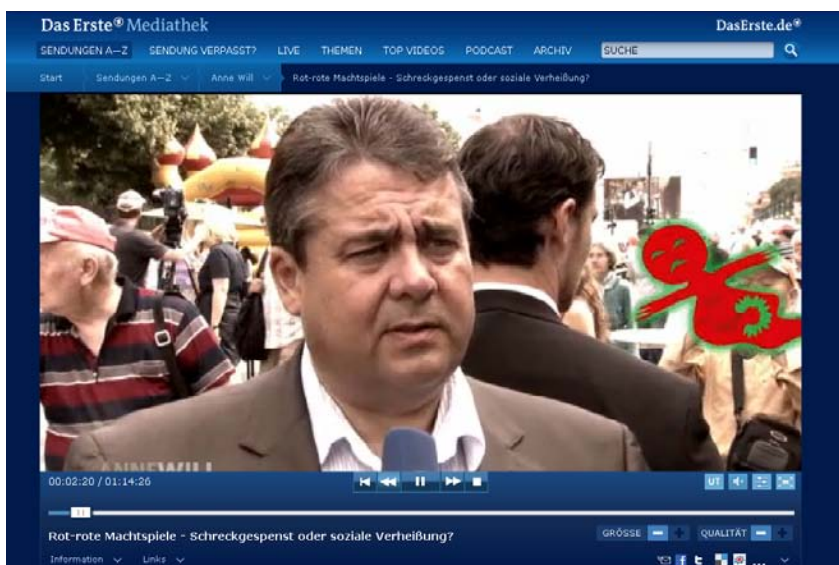 Das Erste Mediathek
DasErste.de
SENDUNGEN A—Z SENDUNG VERPASST? LIVE THEMEN TOP VIDEOS PODCAST ARCHIV SUCHE
Start Sendungen A—Z Anne Will Rot-rote Machtspiele - Schreckgespenst oder soziale Verheißung?
ANNE WILL
00:02:20 / 01:14:26
UT
Rot-rote Machtspiele - Schreckgespenst oder soziale Verheißung?
GRÖSSE QUALITÄT
Information Links